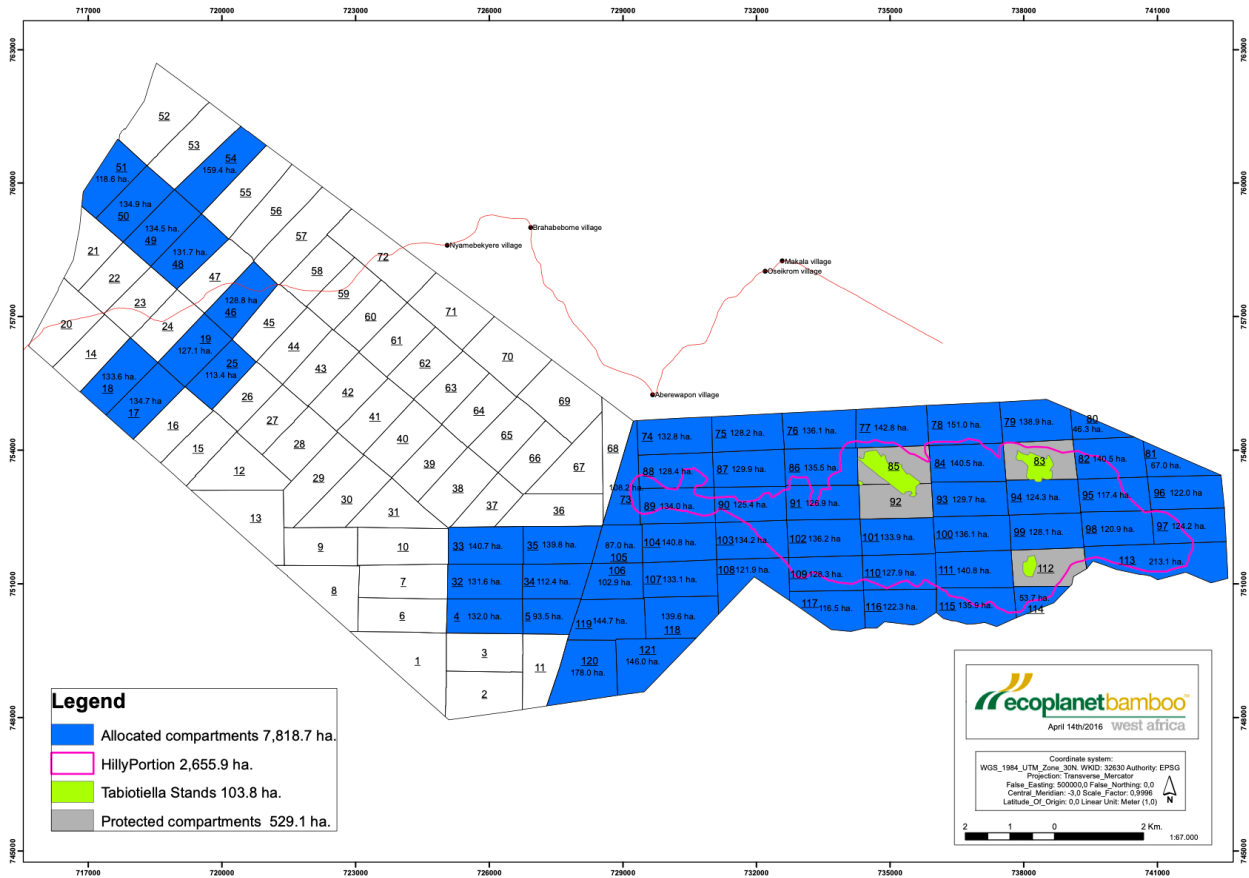 717000 720000 723000 726000 729000 732000 735000 738000 741000
763000 763000
52
53
54
159.4 ha.
51
118.6 ha.
134.9 ha
50
134.5 ha.
49
131.7 ha.
48
55
56
57
58
59
72
760000 760000
Brahabebome village
Nyamebekyere village
Makala village
Oseikrom village
21
22
23
24
47
128.8 ha.
46
45
60
61
71
757000 757000
20
14
19
127.1 ha.
25
113.4 ha
44
43
62
70
133.6 ha.
18
134.7 ha
17
26
42
63
69
Aberewapon village
16
27
41
64
15
28
40
65
68
12
29
39
66
67
13
30
31
38
37
36
74 132.8 ha.
75 128.2 ha.
76 136.1 ha.
77 142.8 ha.
78 151.0 ha.
79 138.9 ha.
80
46.3 ha.
754000 754000
88 128.4 ha.
87 129.9 ha.
86 135.5 ha.
85
84 140.5 ha.
83
82 140.5 ha.
81
67.0 ha.
108.2 ha.
73
89 134.0 ha.
90 125.4 ha.
91 126.9 ha.
92
93 129.7 ha.
94 124.3 ha.
95 117.4 ha.
96 122.0 ha.
9
10
33 140.7 ha.
35 139.8 ha.
87.0 ha.
105
104 140.8 ha.
103 134.2 ha.
102 136.2 ha
101 133.9 ha.
100 136.1 ha.
99 128.1 ha.
98 120.9 ha.
97 124.2 ha.
8
7
32 131.6 ha.
34 112.4 ha.
106
102.9 ha.
107 133.1 ha.
108 121.9 ha.
109 128.3 ha.
110 127.9 ha.
111 140.8 ha.
112
113
213.1 ha.
751000 751000
6
4 132.0 ha.
5 93.5 ha.
119 144.7 ha.
139.6 ha.
118
117 116.5 ha.
116 122.3 ha.
115 135.9 ha.
53.7 ha.
114
1
3
2
11
120
178.0 ha.
121
146.0 ha.
748000 748000
Legend
Allocated compartments 7,818.7 ha.
HillyPortion 2,655.9 ha.
Tabiotiella Stands 103.8 ha.
Protected compartments 529.1 ha.
ecoplanetbamboo™
April 14th/2016 west africa
Coordinate system:
WGS_1984_UTM_Zone_30N. WKID: 32630 Authority: EPSG
Projection: Transverse_Mercator
False_Easting: 500000,0 False_Northing: 0,0
Central_Meridian: -3,0 Scale_Factor: 0,9996
Latitude_Of_Origin: 0,0 Linear Unit: Meter (1,0)
N
2 1 0 2 Km.
1:67.000
745000 745000
717000 720000 723000 726000 729000 732000 735000 738000 741000